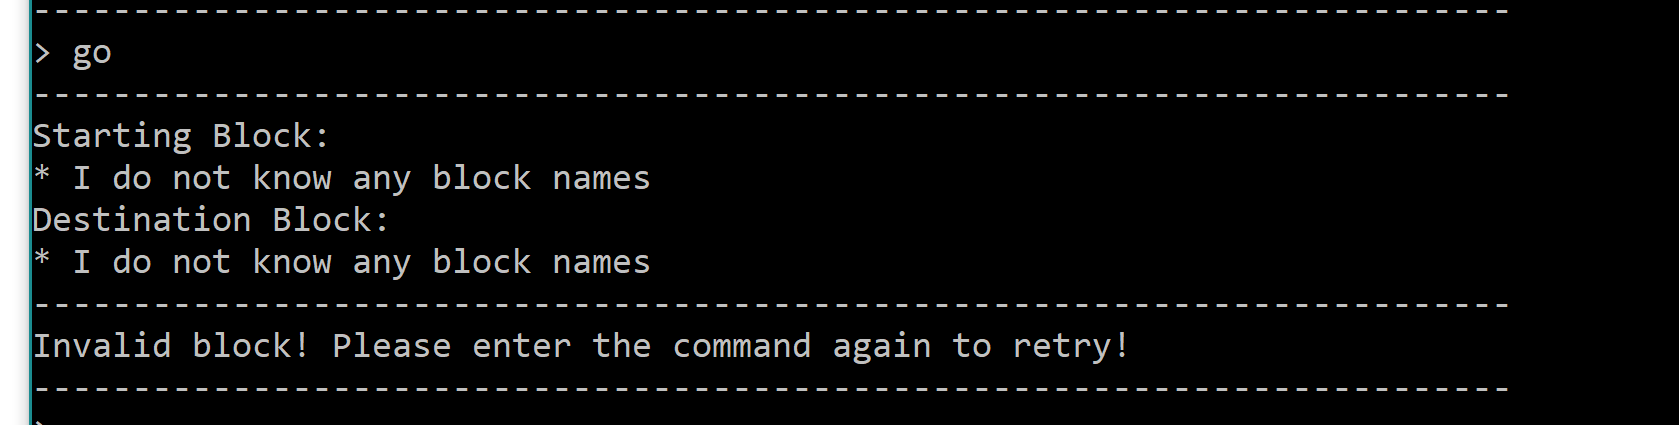 --------------------------------------------------------------------------
> go
--------------------------------------------------------------------------
Starting Block:
* I do not know any block names
Destination Block:
* I do not know any block names
--------------------------------------------------------------------------
Invalid block! Please enter the command again to retry!
--------------------------------------------------------------------------